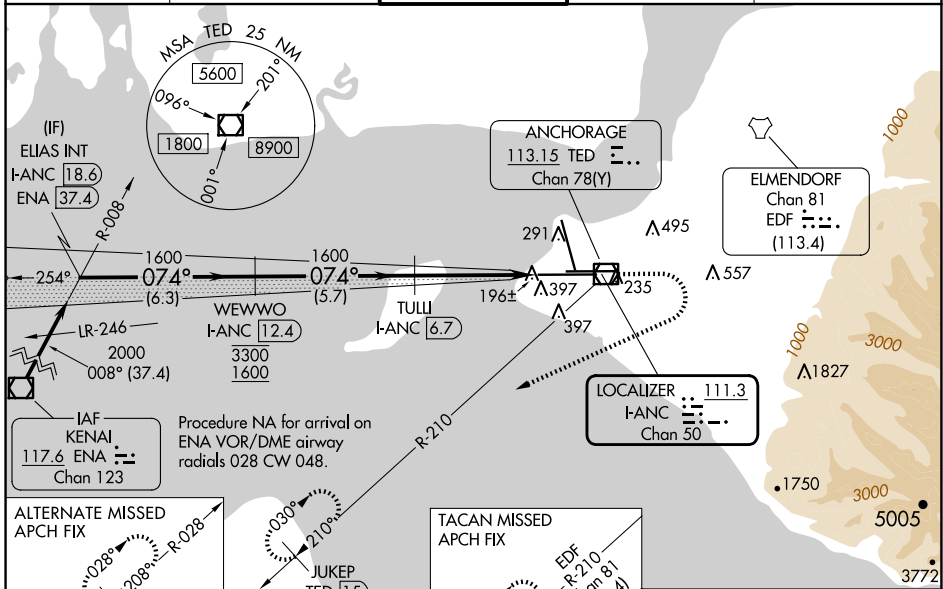 MSA TED 25 NM
5600
201°
096°
1800
8900
001°
(IF)
ELIAS INT
I-ANC 18.6
ENA 37.4
R-008
ANCHORAGE
113.15 TED
Chan 78(Y)
ELMENDORF
Chan 81
EDF
(113.4)
1000
291
495
254°
1600
074°
(6.3)
1600
074°
(5.7)
196±
397
235
557
WEWWO
I-ANC 12.4
3300
1600
TULLI
I-ANC 6.7
397
LR-246
2000
008° (37.4)
1000
3000
1827
IAF
KENAI
117.6 ENA
Chan 123
Procedure NA for arrival on
ENA VOR/DME airway
radials 028 CW 048.
R-210
LOCALIZER 111.3
I-ANC
Chan 50
1750
3000
5005
3772
ALTERNATE MISSED
APCH FIX
028°
208°
R-028
030°
210°
JUKEP
TED 15
TACAN MISSED
APCH FIX
EDF
R-210